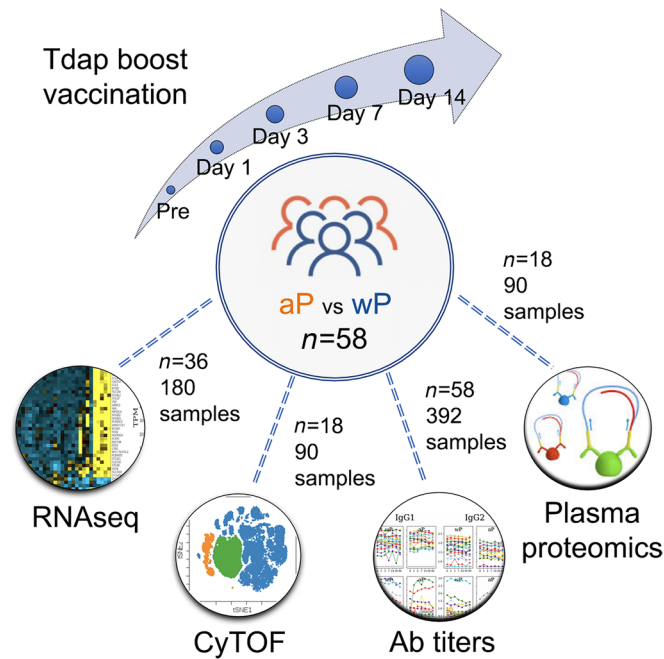 Tdap boost
vaccination
Pre
Day 1
Day 3
Day 7
Day 14
aP vs wP
n=58
n=36
180
samples
n=18
90
samples
n=58
392
samples
n=18
90
samples
TPM
RNAseq
tSNE2
tSNE1
CyTOF
IgG1
IgG2
aP
wP
wP
Ab titers
Plasma
proteomics